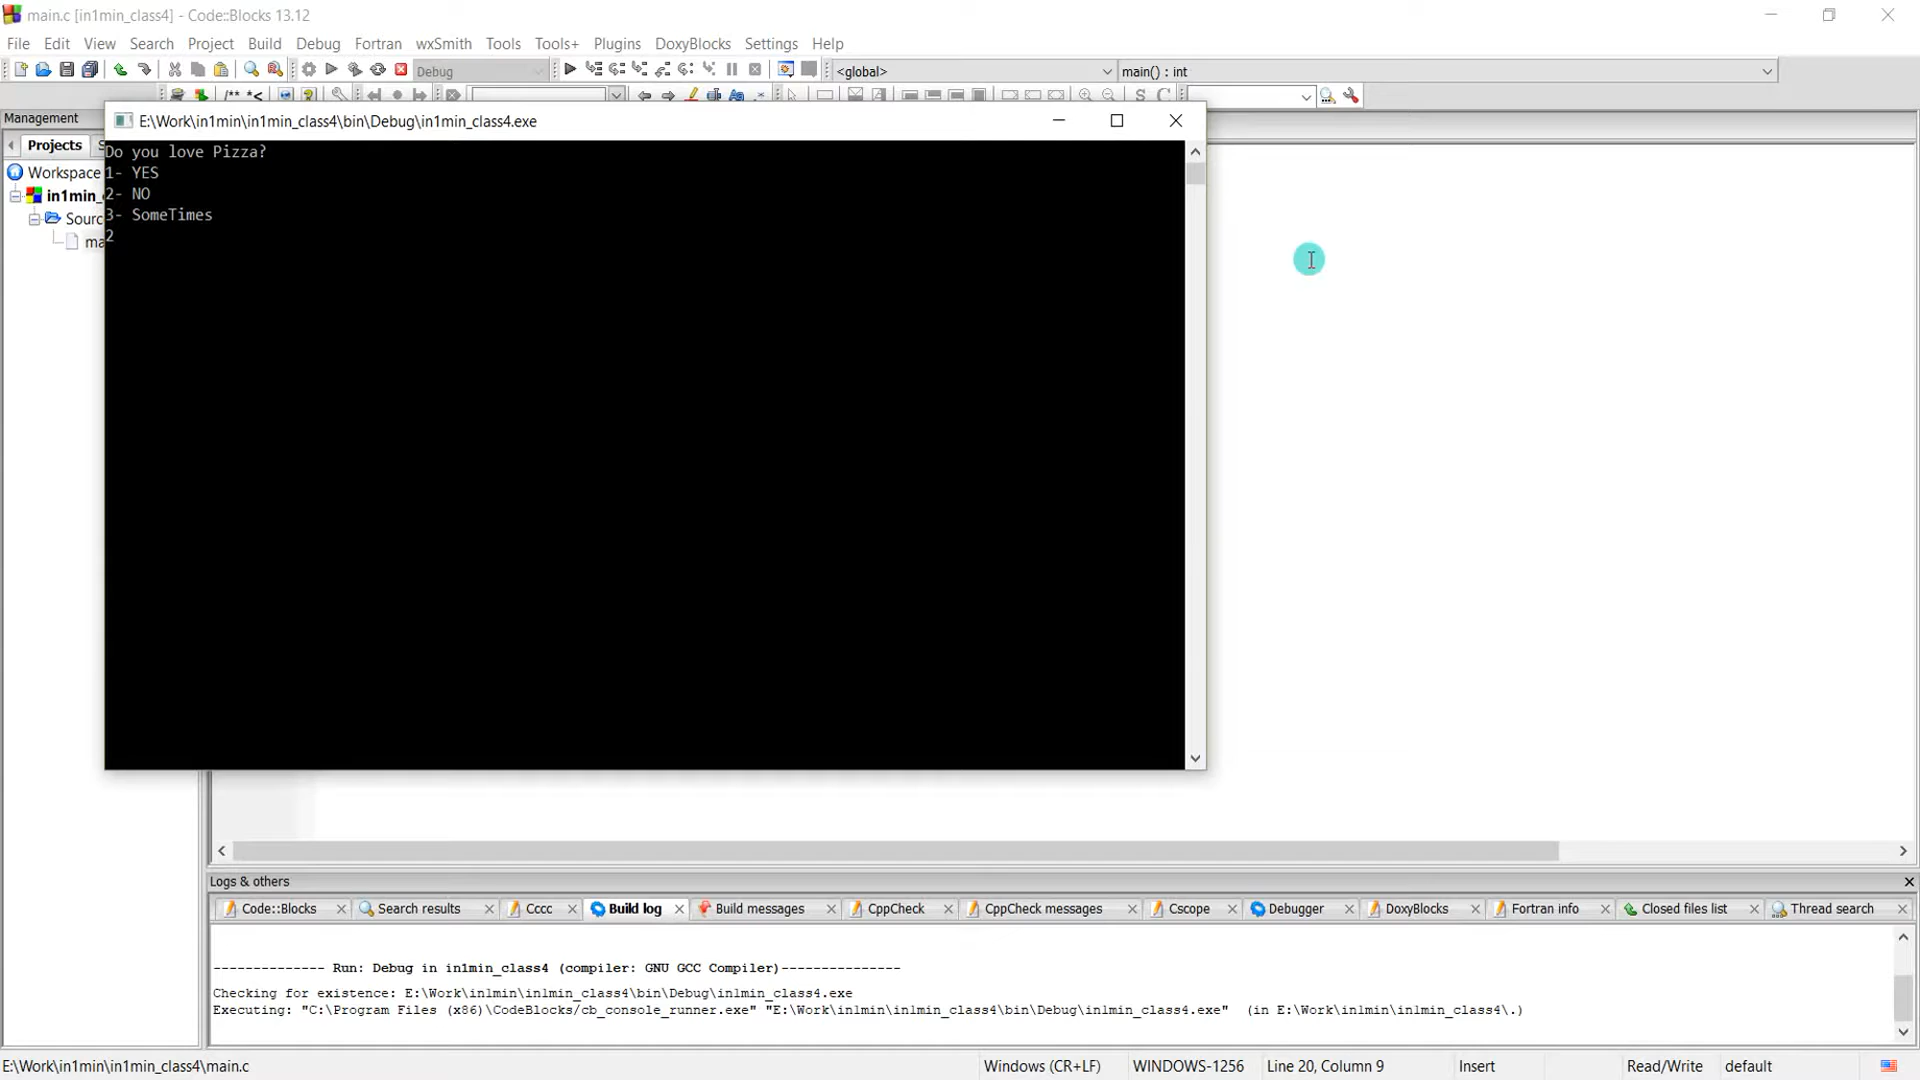 main.c [in1min_class4] - Code::Blocks 13.12
File Edit View Search Project Build Debug Fortran wxSmith Tools Tools+ Plugins DoxyBlocks Settings Help
Debug <global> main() : int
/** *< S C
Management
E:\Work\in1min\in1min_class4\bin\Debug\in1min_class4.exe
Projects
Do you love Pizza?
Workspace
1- YES
in1min_
2- NO
Sourc
3- SomeTimes
ma
2
Logs & others
Code::Blocks Search results Cccc Build log Build messages CppCheck CppCheck messages Cscope Debugger DoxyBlocks Fortran info Closed files list Thread search
-------------- Run: Debug in in1min_class4 (compiler: GNU GCC Compiler)---------------
Checking for existence: E:\Work\in1min\in1min_class4\bin\Debug\in1min_class4.exe
Executing: "C:\Program Files (x86)\CodeBlocks/cb_console_runner.exe" "E:\Work\in1min\in1min_class4\bin\Debug\in1min_class4.exe" (in E:\Work\in1min\in1min_class4\.)
E:\Work\in1min\in1min_class4\main.c Windows (CR+LF) WINDOWS-1256 Line 20, Column 9 Insert Read/Write default